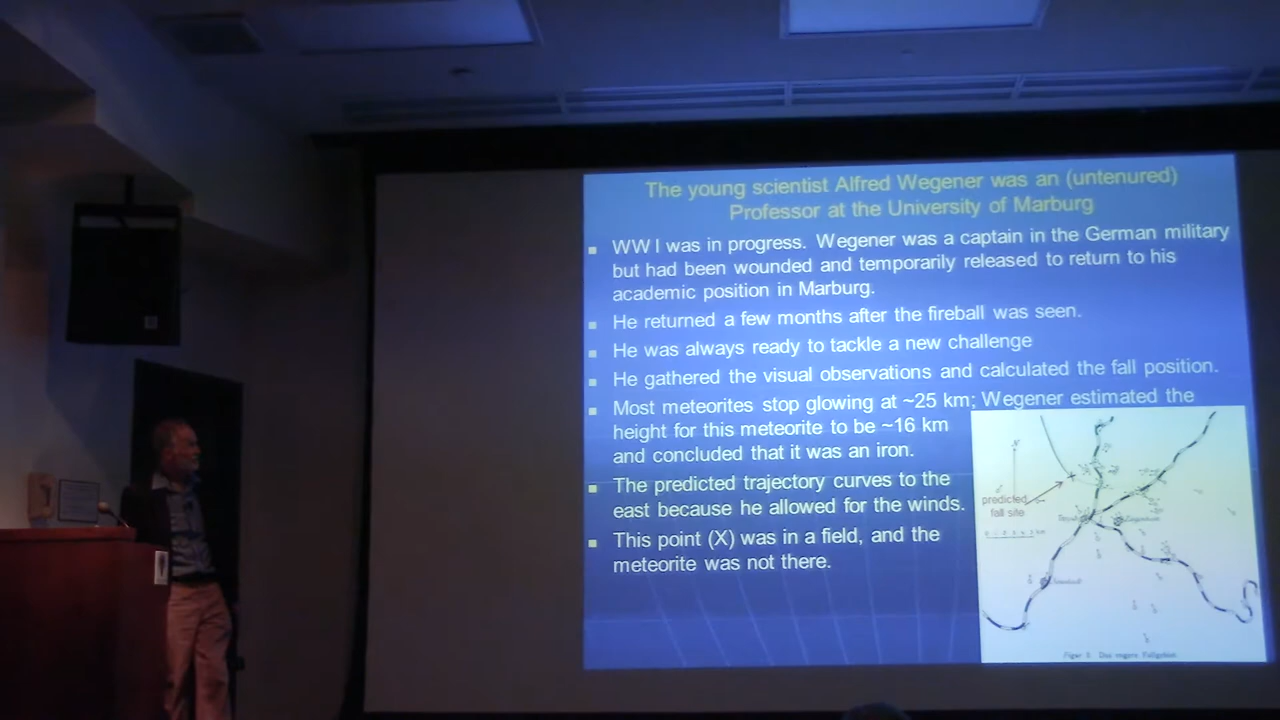 The young scientist Alfred Wegener was an (untenured)
Professor at the University of Marburg
WW I was in progress. Wegener was a captain in the German military
but had been wounded and temporarily released to return to his
academic position in Marburg.
He returned a few months after the fireball was seen.
He was always ready to tackle a new challenge
He gathered the visual observations and calculated the fall position.
Most meteorites stop glowing at ~25 km; Wegener estimated the
height for this meteorite to be ~16 km
and concluded that it was an iron.
The predicted trajectory curves to the
east because he allowed for the winds.
This point (X) was in a field, and the
meteorite was not there.
predicted
fall site